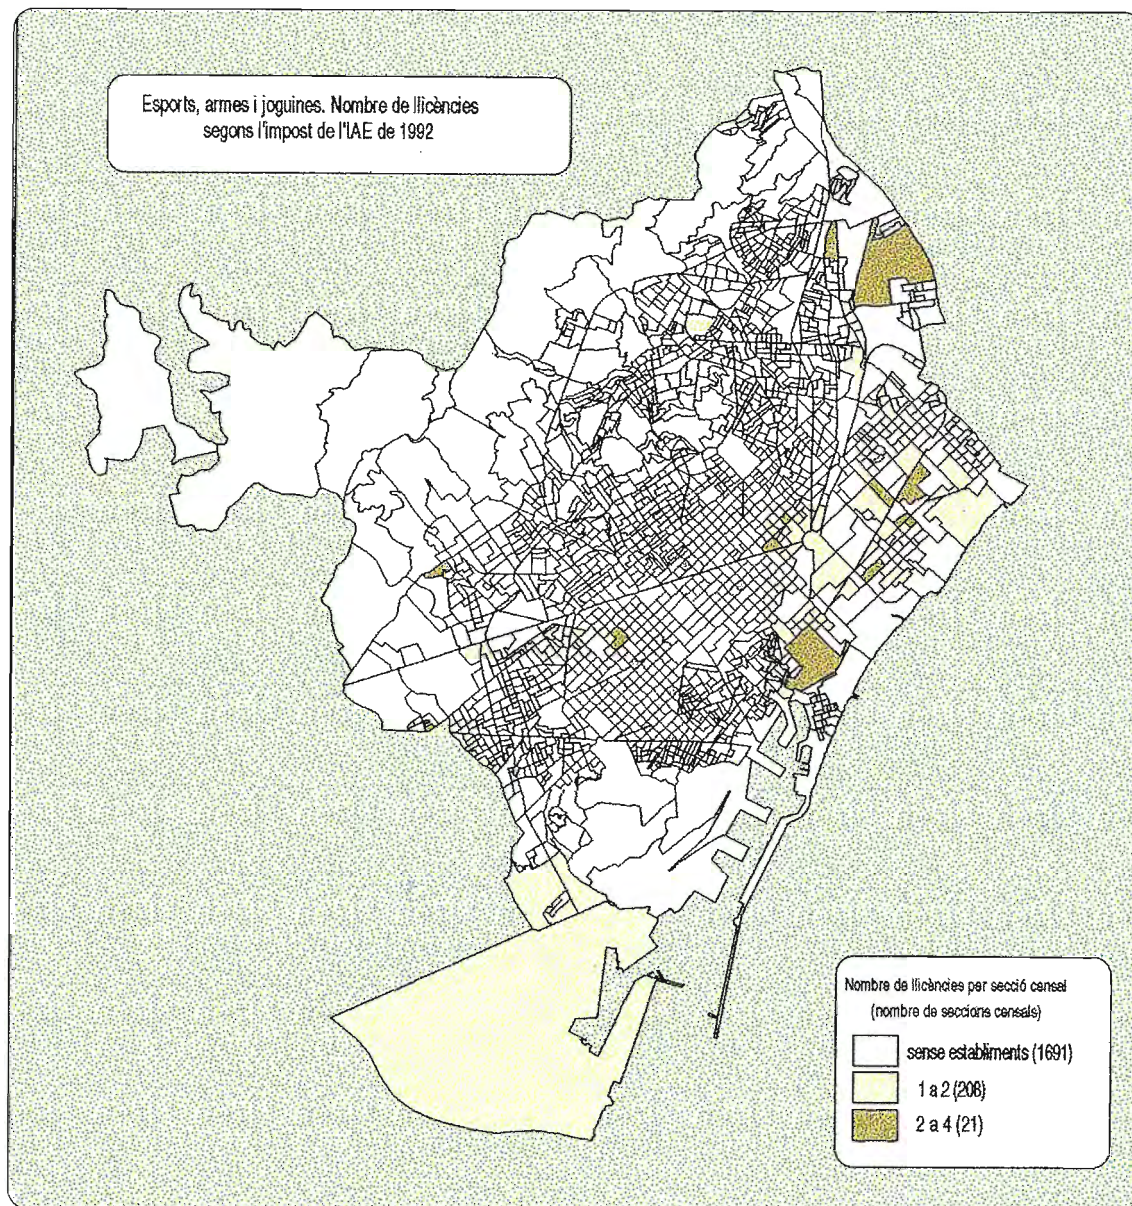 Esports, armes i joguines. Nombre de llicències
segons l'impost de l'IAE de 1992
Nombre de llicències per secció censal
(nombre de seccions censals)
sense establiments (1691)
1 a 2 (208)
2 a 4 (21)